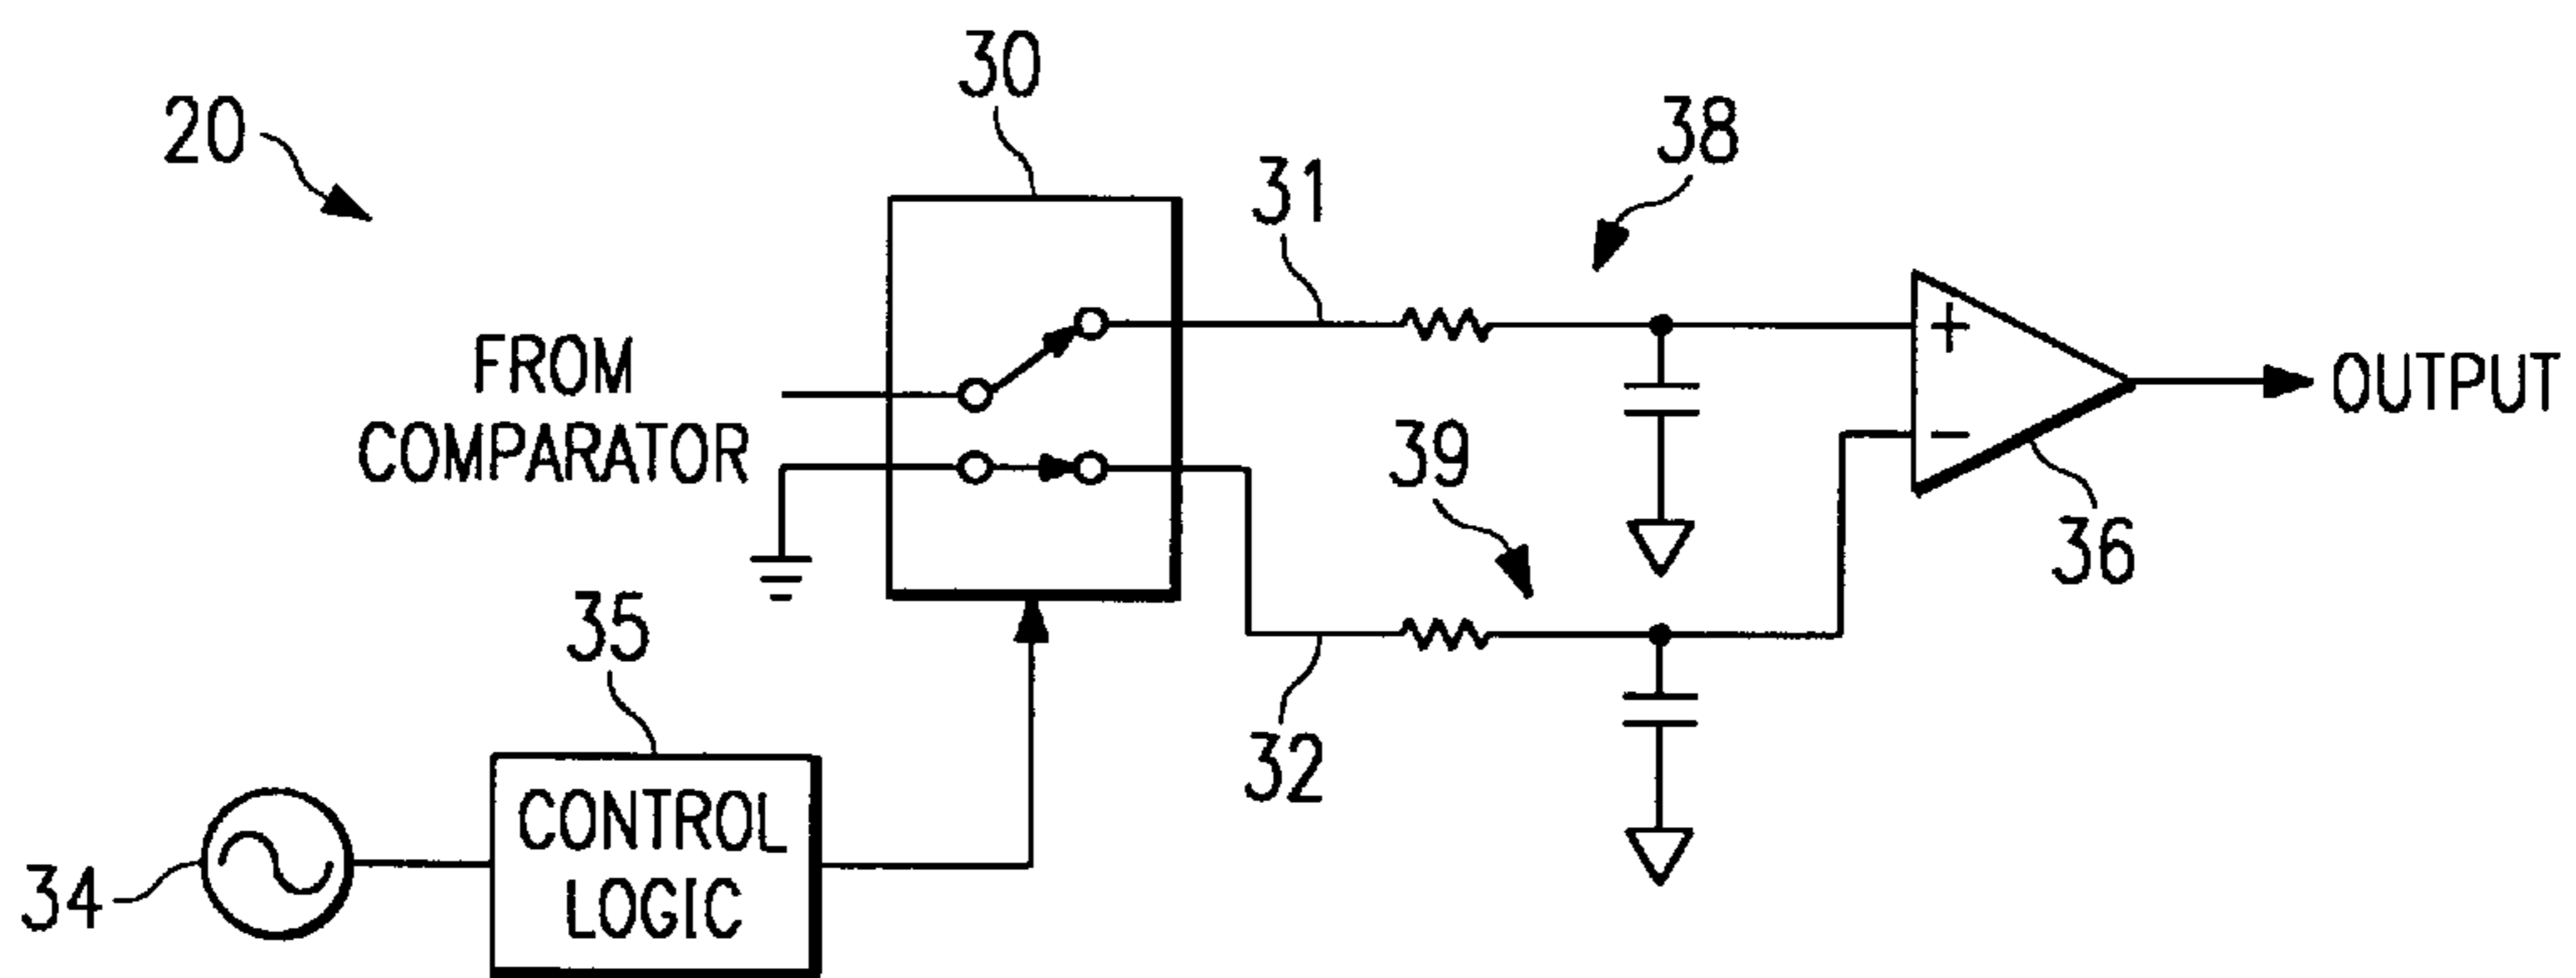 30
20
38
31
FROM
COMPARATOR
+
−
OUTPUT
39
36
35
32
CONTROL
LOGIC
34